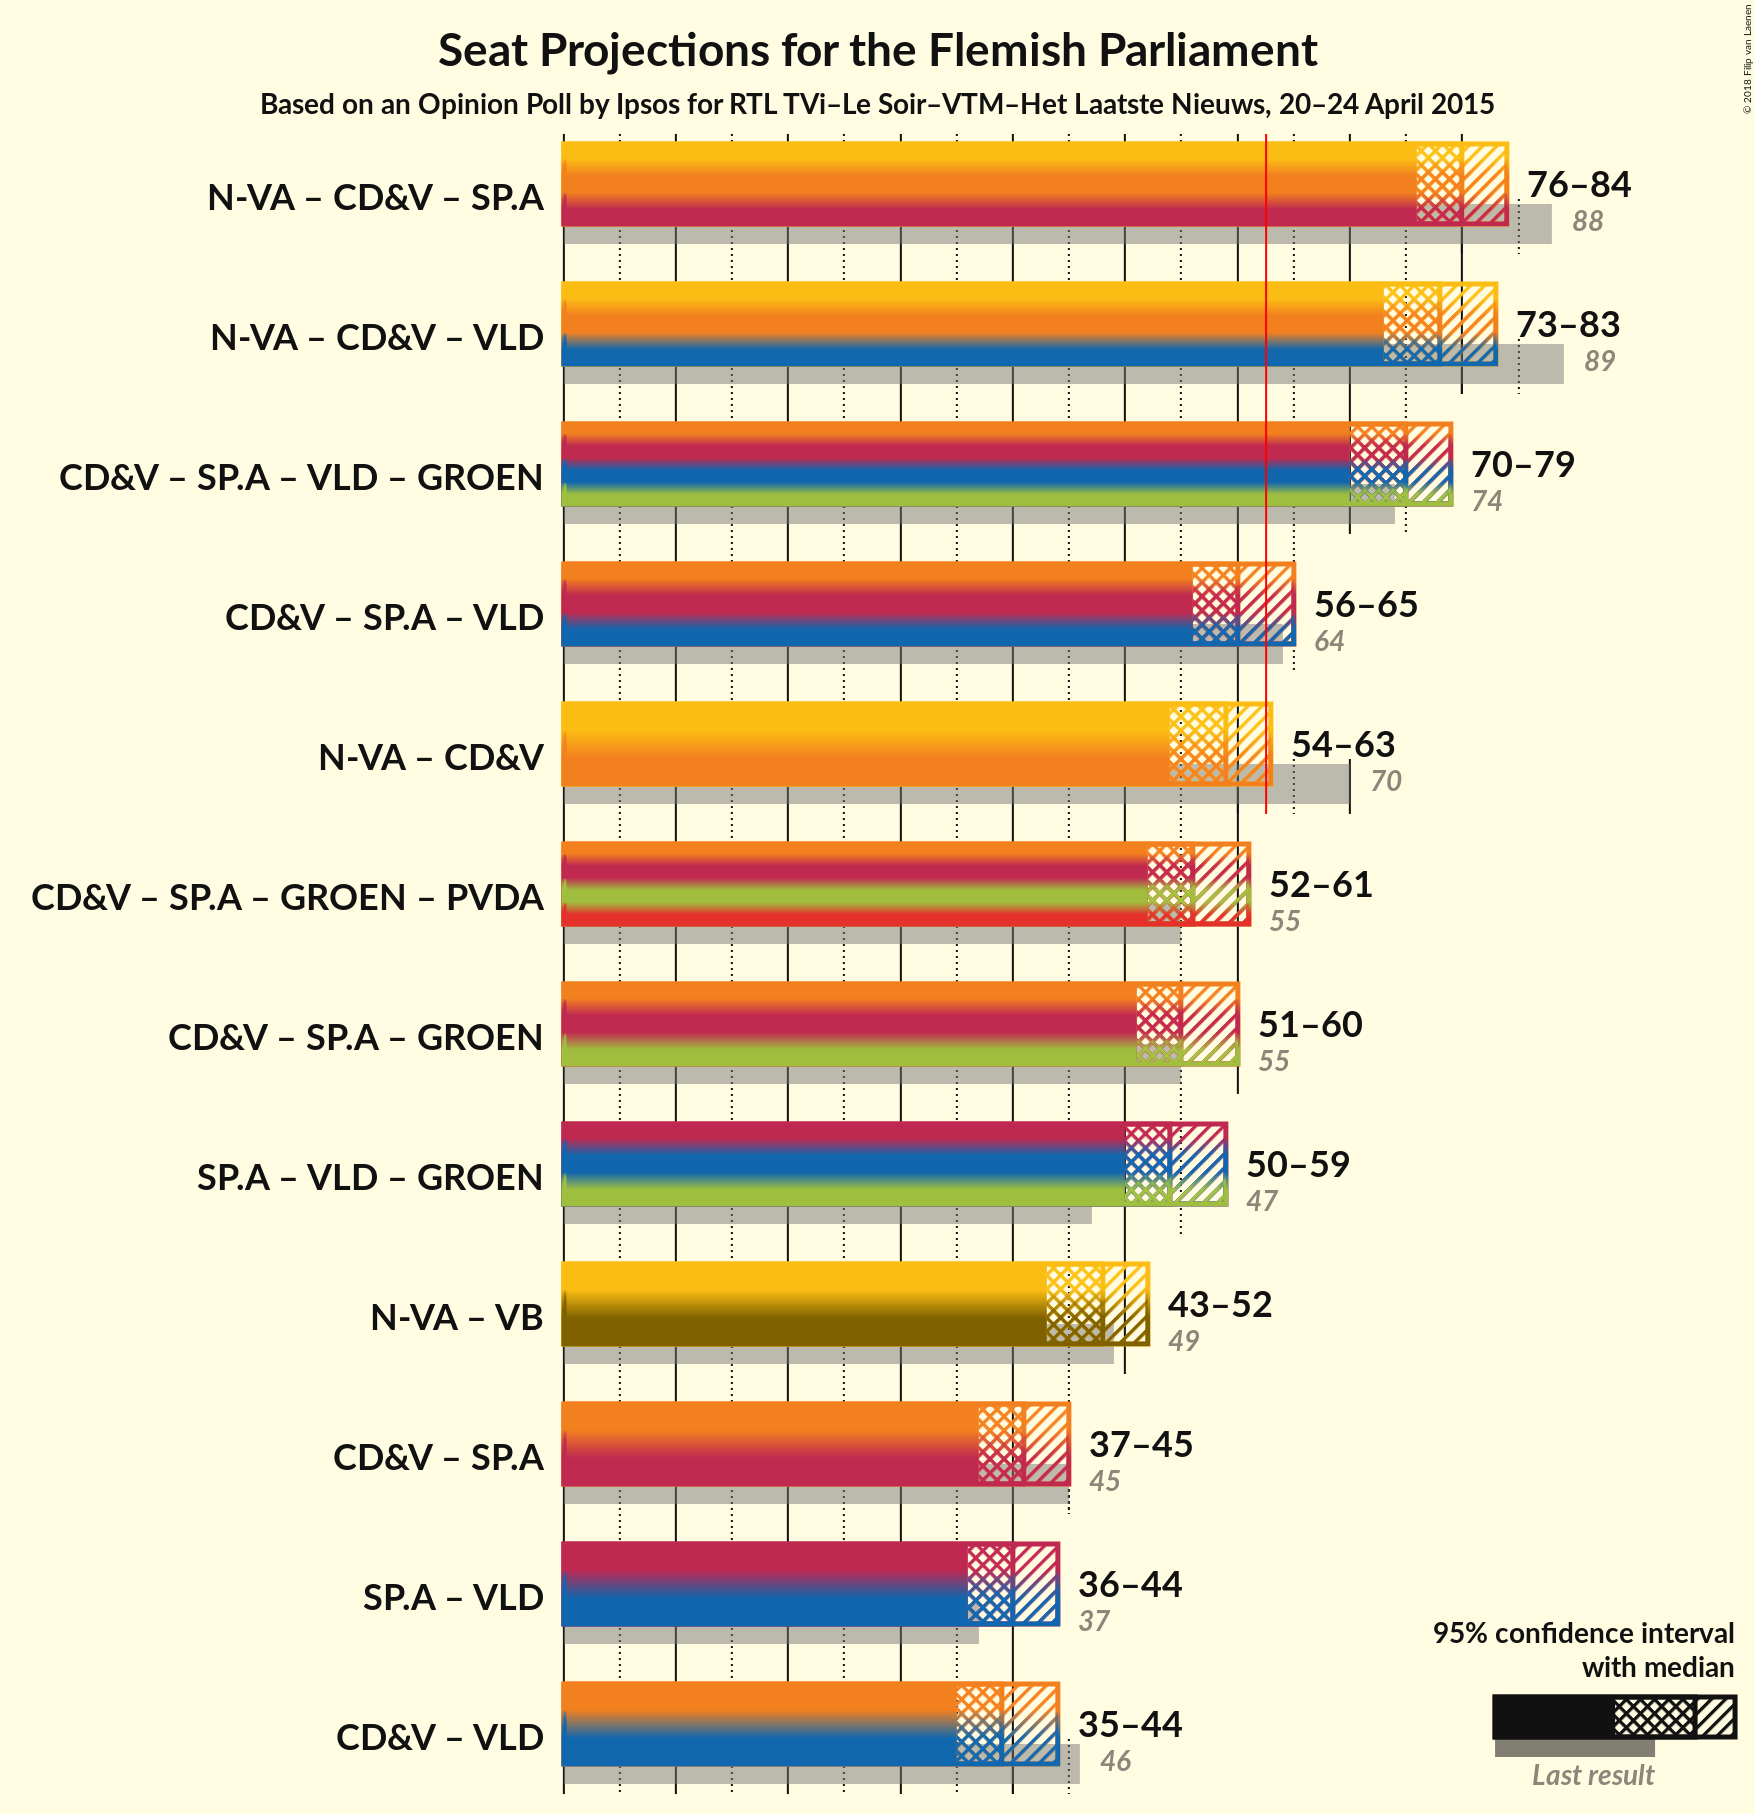 Seat Projections for the Flemish Parliament
Based on an Opinion Poll by Ipsos for RTL TVi–Le Soir–VTM–Het Laatste Nieuws, 20–24 April 2015
© 2018 Filip van Laenen
N-VA – CD&V – SP.A
76–84
88
N-VA – CD&V – VLD
73–83
89
CD&V – SP.A – VLD – GROEN
70–79
74
CD&V – SP.A – VLD
56–65
64
N-VA – CD&V
54–63
70
CD&V – SP.A – GROEN – PVDA
52–61
55
CD&V – SP.A – GROEN
51–60
55
SP.A – VLD – GROEN
50–59
47
N-VA – VB
43–52
49
CD&V – SP.A
37–45
45
SP.A – VLD
36–44
37
CD&V – VLD
35–44
46
95% confidence interval
with median
Last result